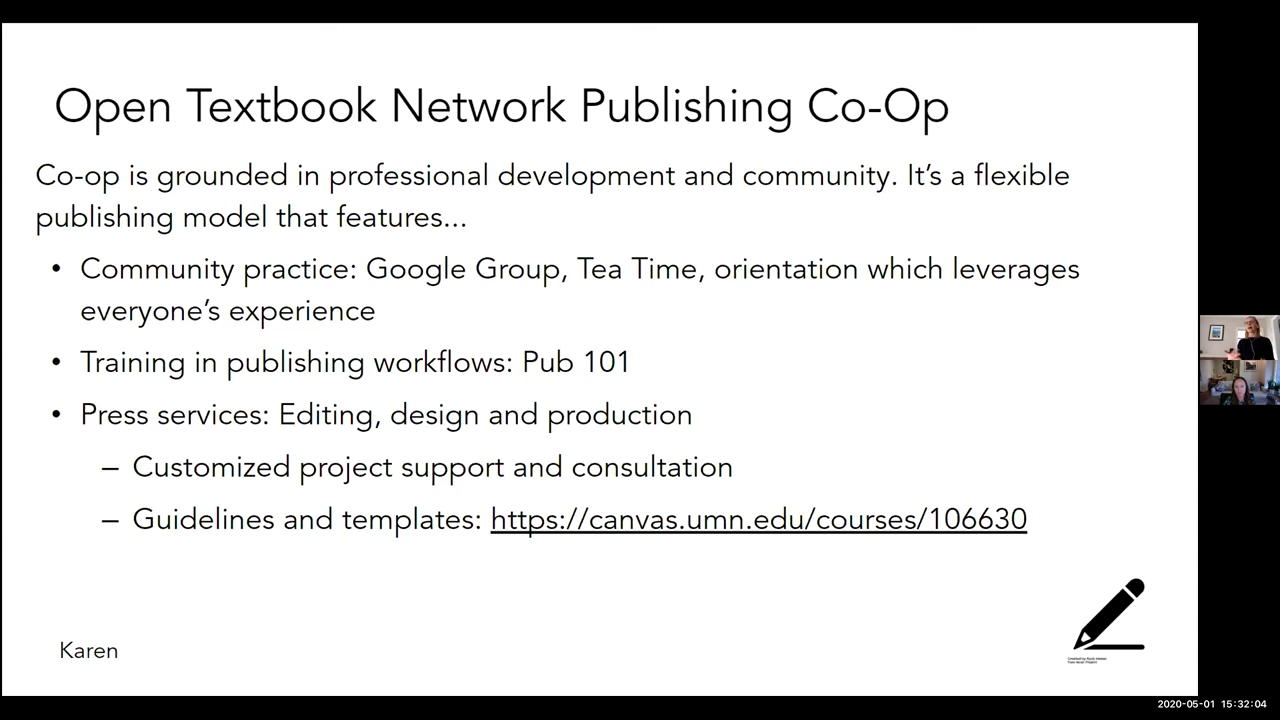 Open Textbook Network Publishing Co-Op
Co-op is grounded in professional development and community. It's a flexible
publishing model that features...
• Community practice: Google Group, Tea Time, orientation which leverages
everyone's experience
• Training in publishing workflows: Pub 101
• Press services: Editing, design and production
– Customized project support and consultation
– Guidelines and templates: https://canvas.umn.edu/courses/106630
Karen
from Noun Project
2020-05-01 15:32:04